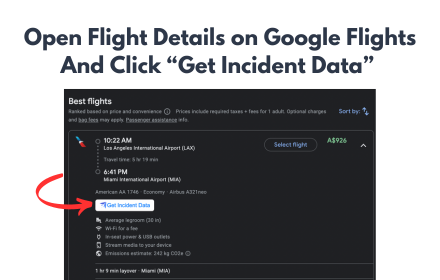 Open Flight Details on Google Flights
And Click “Get Incident Data”
Best flights
Ranked based on price and convenience ⓘ Prices include required taxes + fees for 1 adult. Optional charges
and bag fees may apply. Passenger assistance info.
Sort by:
10:22 AM
Los Angeles International Airport (LAX)
Select flight
A$926
Travel time: 5 hr 19 min
6:41 PM
Miami International Airport (MIA)
American AA 1746 · Economy · Airbus A321neo
Get Incident Data
Average legroom (30 in)
Wi-Fi for a fee
In-seat power & USB outlets
Stream media to your device
Emissions estimate: 242 kg CO2e ⓘ
1 hr 9 min layover · Miami (MIA)